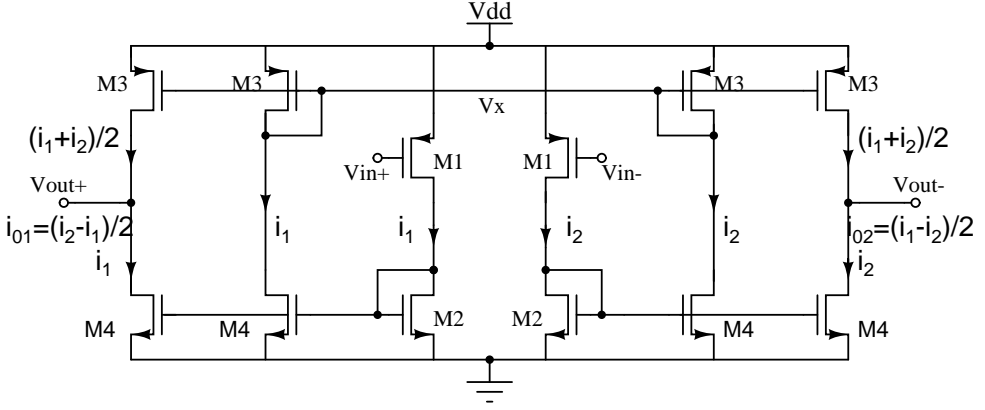 Vdd
M3
M3
M3
M3
Vx
(i1+i2)/2
(i1+i2)/2
M1
M1
Vin+
Vin-
Vout+
Vout-
i01=(i2-i1)/2
i1
i1
i2
i2
i02=(i1-i2)/2
i1
i2
M4
M4
M2
M2
M4
M4